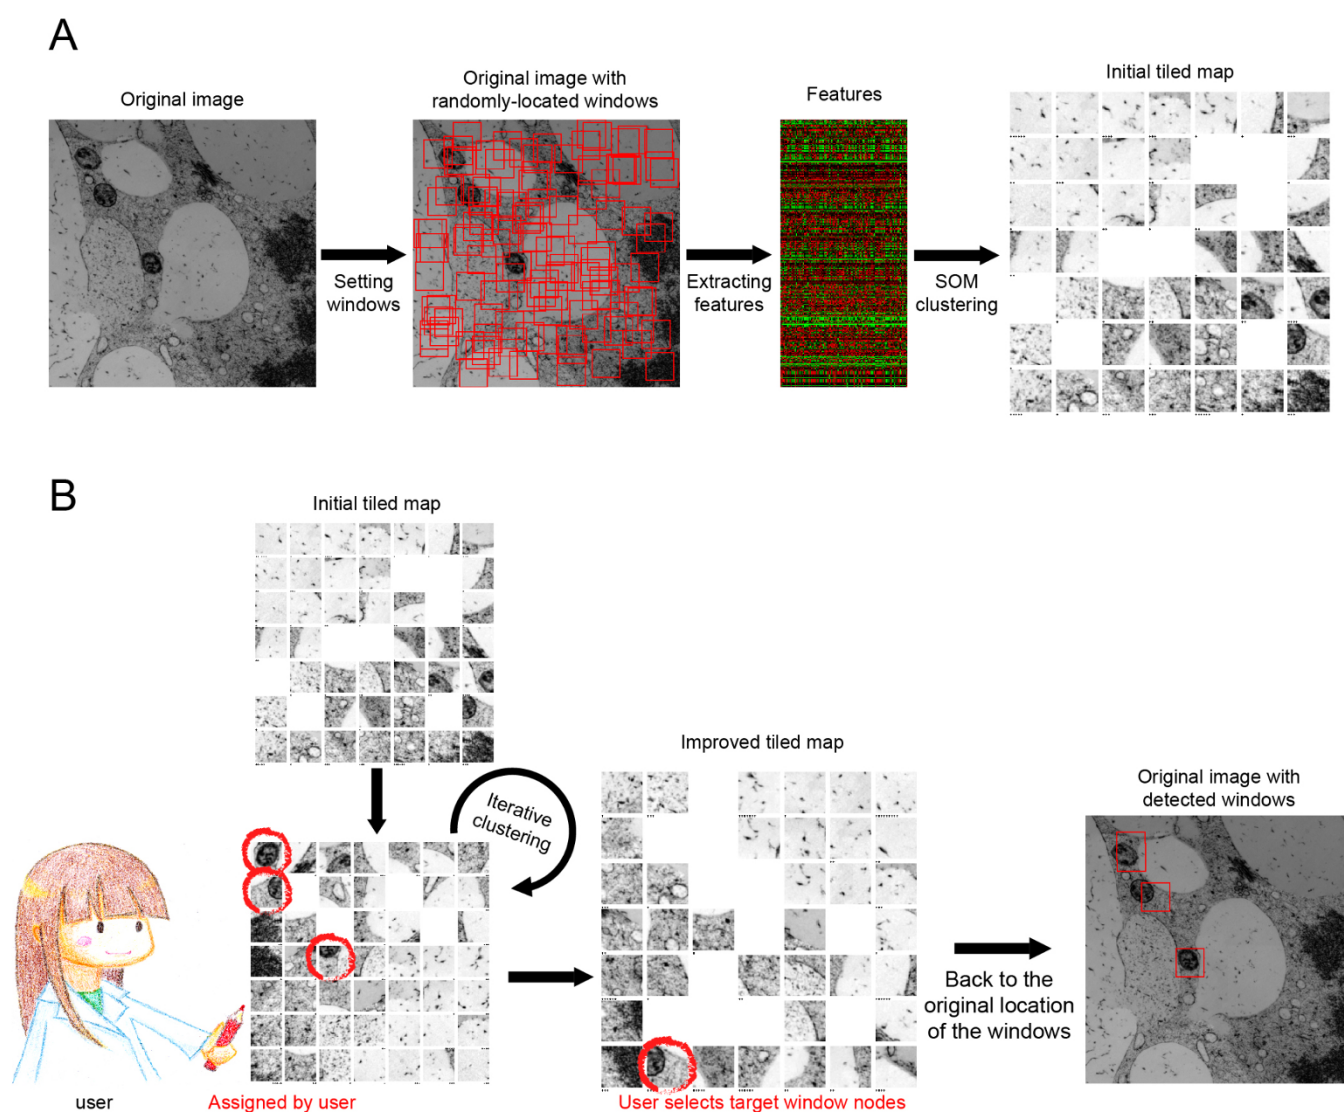 A
Original image
Original image with
randomly-located windows
Features
Initial tiled map
Setting
windows
Extracting
features
SOM
clustering
B
Initial tiled map
Iterative
clustering
Improved tiled map
Original image with
detected windows
Back to the
original location
of the windows
user
Assigned by user
User selects target window nodes